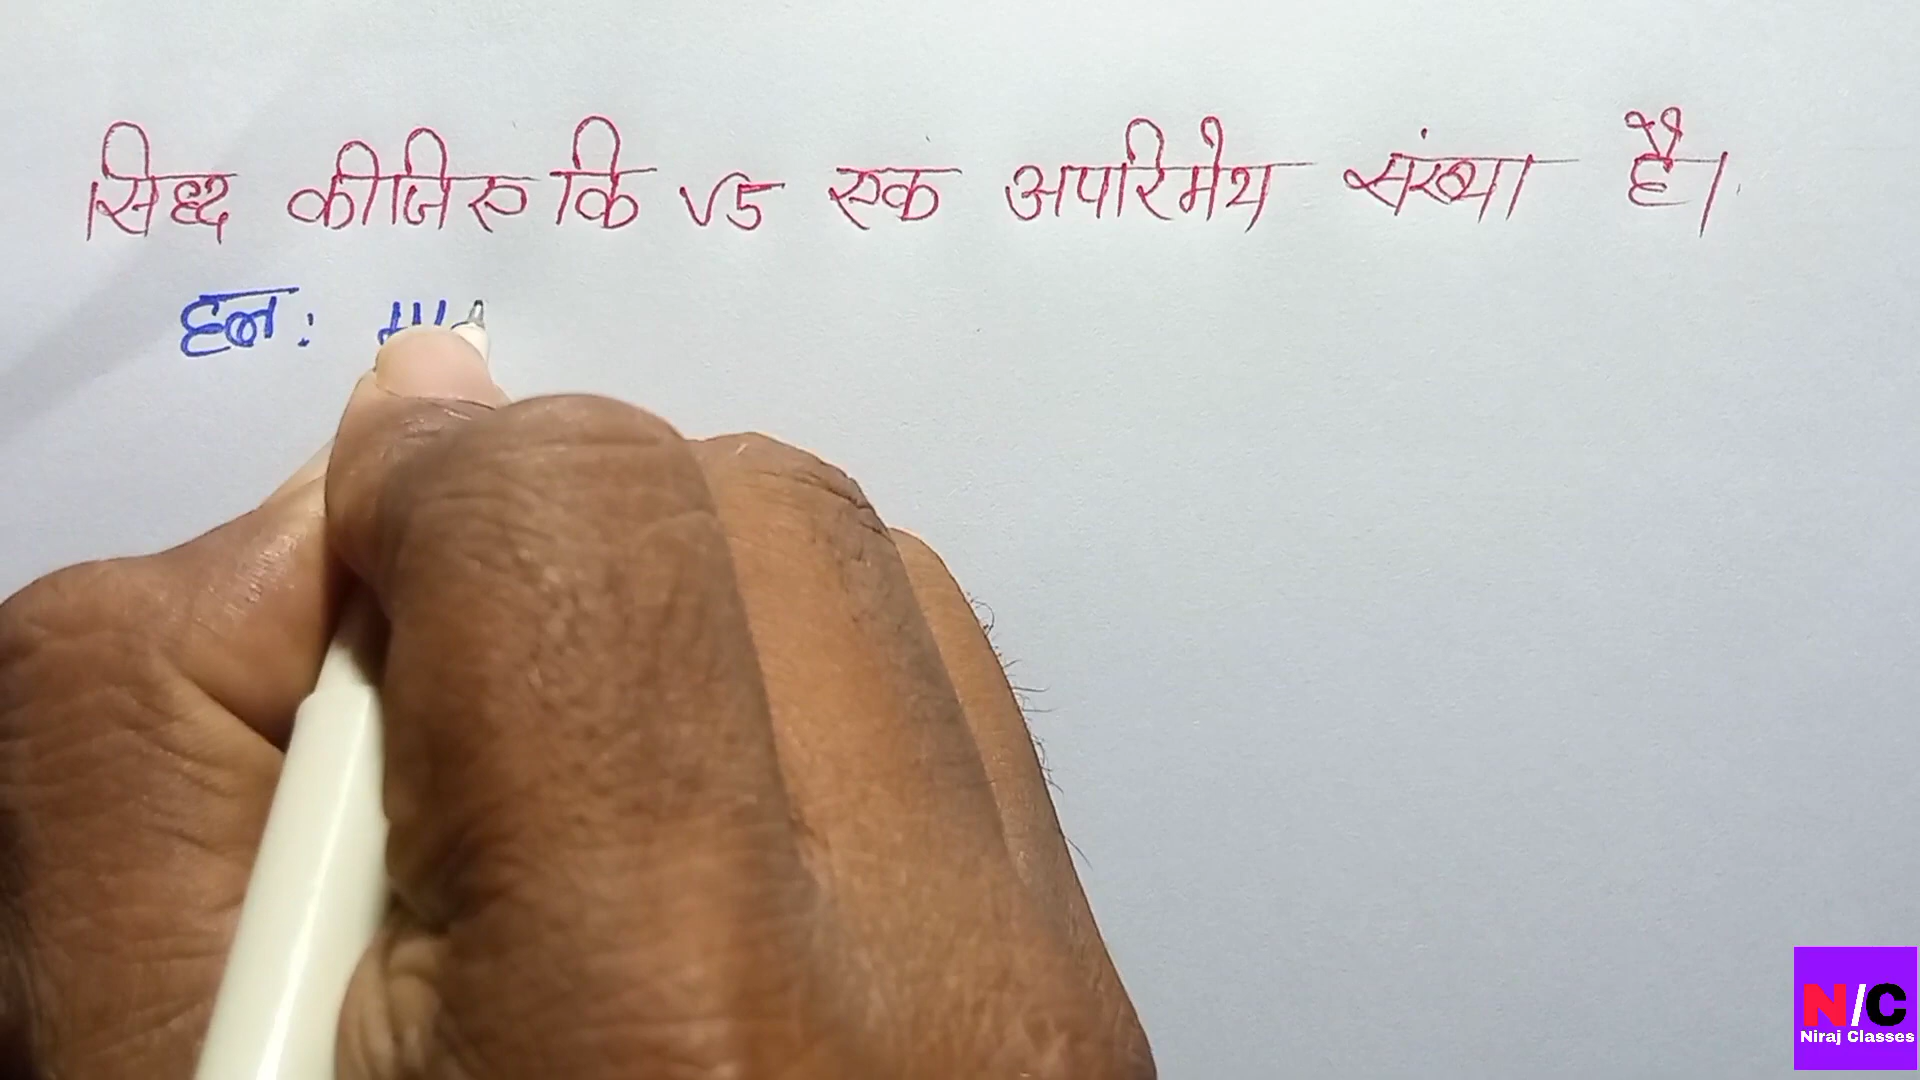 सिद्ध कीजिए कि √5 एक अपरिमेय संख्या है।
हल:
N/C
Niraj Classes